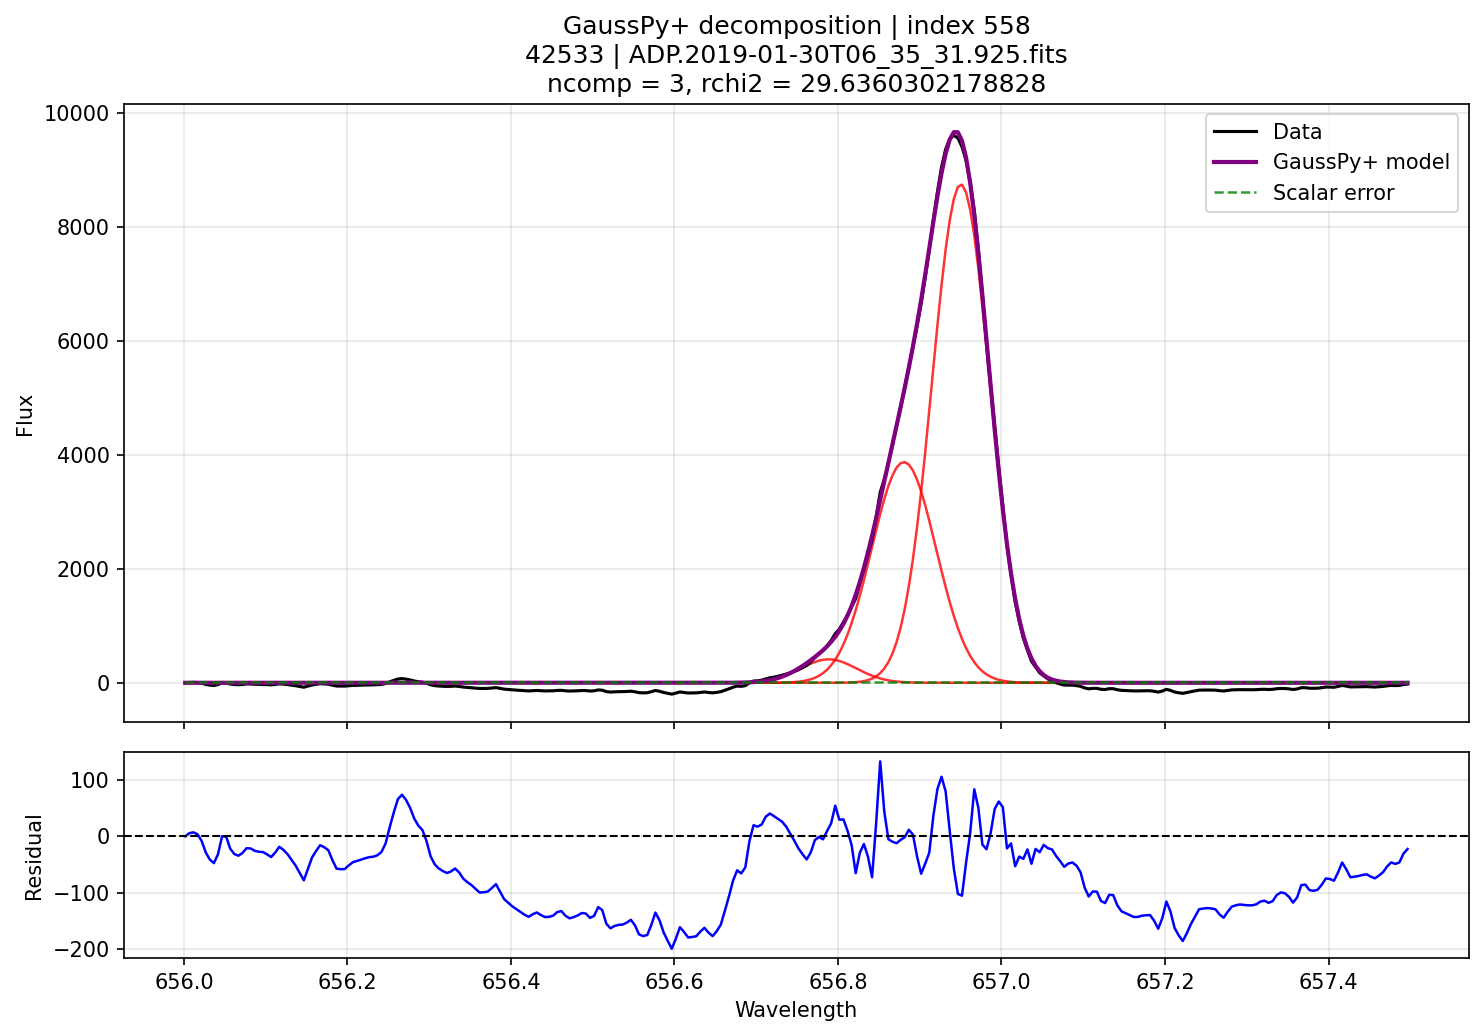 GaussPy+ decomposition | index 558
42533 | ADP.2019-01-30T06_35_31.925.fits
ncomp = 3, rchi2 = 29.6360302178828
10000
8000
6000
4000
2000
0
Flux
Data
GaussPy+ model
Scalar error
100
0
−100
−200
Residual
656.0
656.2
656.4
656.6
656.8
657.0
657.2
657.4
Wavelength